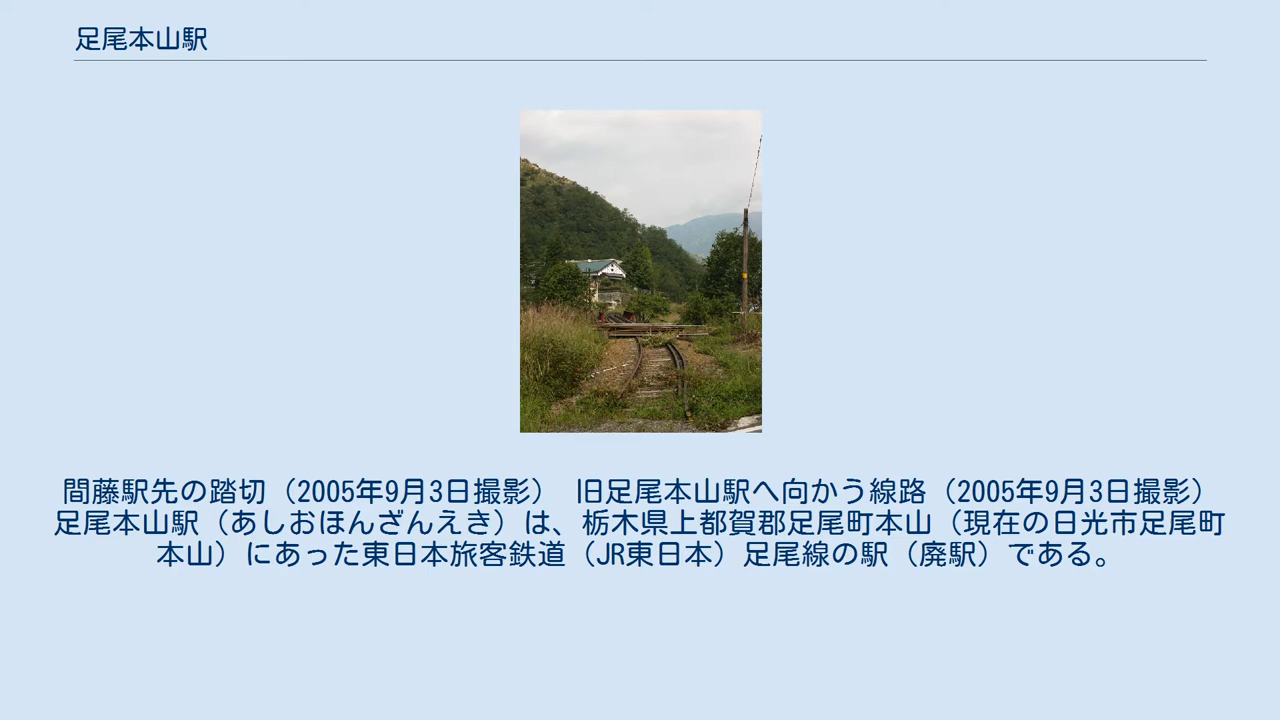 足尾本山駅
間藤駅先の踏切（2005年9月3日撮影） 旧足尾本山駅へ向かう線路（2005年9月3日撮影）
足尾本山駅（あしおほんざんえき）は、栃木県上都賀郡足尾町本山（現在の日光市足尾町
本山）にあった東日本旅客鉄道（JR東日本）足尾線の駅（廃駅）である。